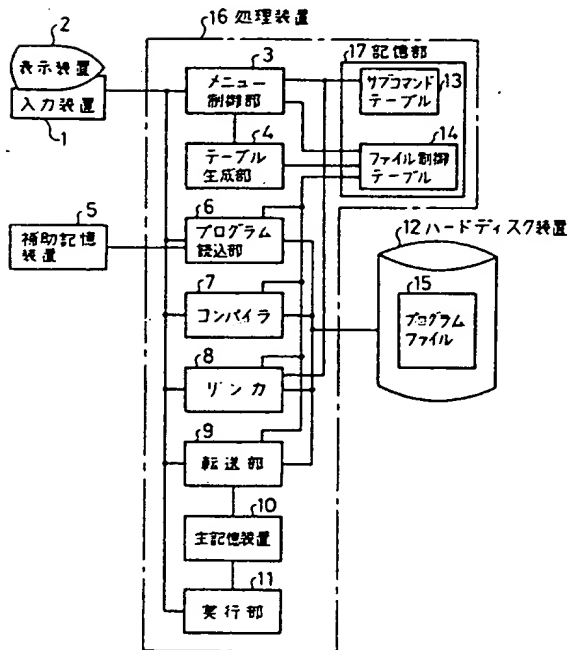 16 処理装置
2
表示装置
入力装置
1
3
メニュー
制御部
4
テーブル
生成部
17 記憶部
サブコマンド
テーブル
13
14
ファイル制御
テーブル
5
補助記憶
装置
6
プログラム
読込部
7
コンパイラ
8
リンカ
9
転送部
10
主記憶装置
11
実行部
12 ハードディスク装置
15
プログラム
ファイル